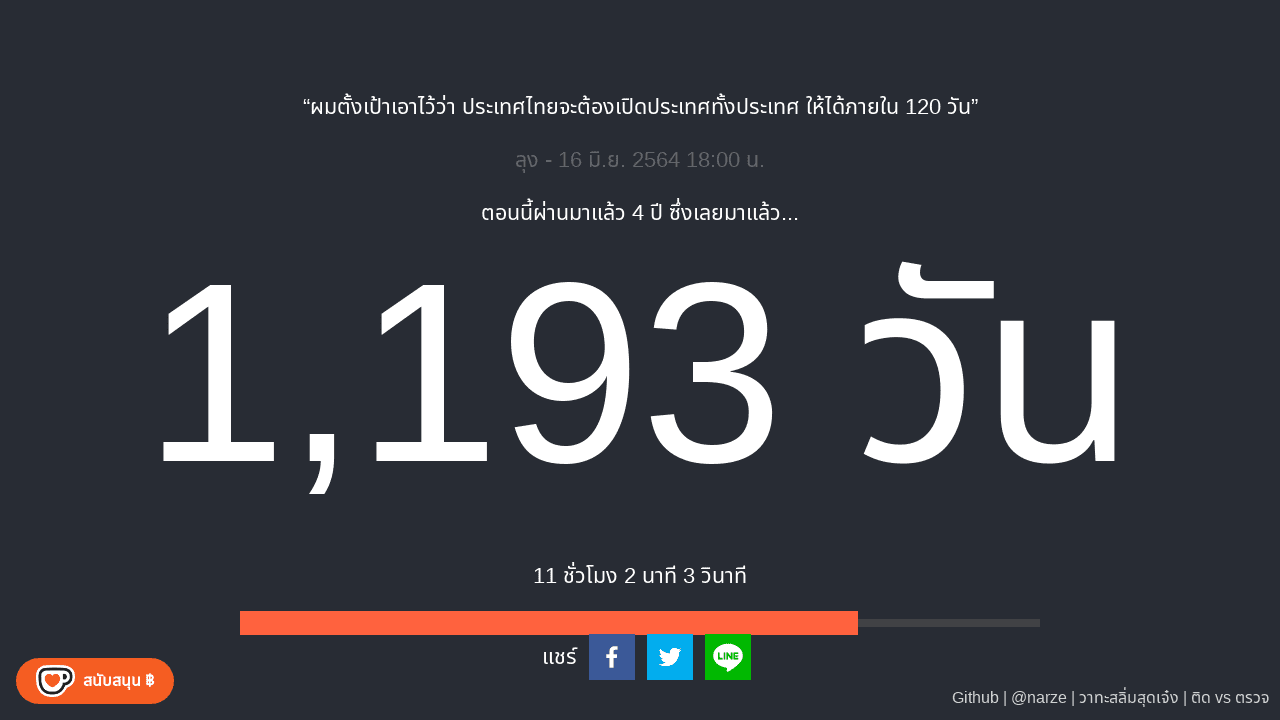 “ผมตั้งเป้าเอาไว้ว่า ประเทศไทยจะต้องเปิดประเทศทั้งประเทศ ให้ได้ภายใน 120 วัน”
ลุง - 16 มิ.ย. 2564 18:00 น.
ตอนนี้ผ่านมาแล้ว 4 ปี ซึ่งเลยมาแล้ว...
1,193 วัน
11 ชั่วโมง 2 นาที 3 วินาที
แชร์
LINE
สนับสนุน ฿
Github | @narze | วาทะสลิ่มสุดเจ๋ง | ติด vs ตรวจ